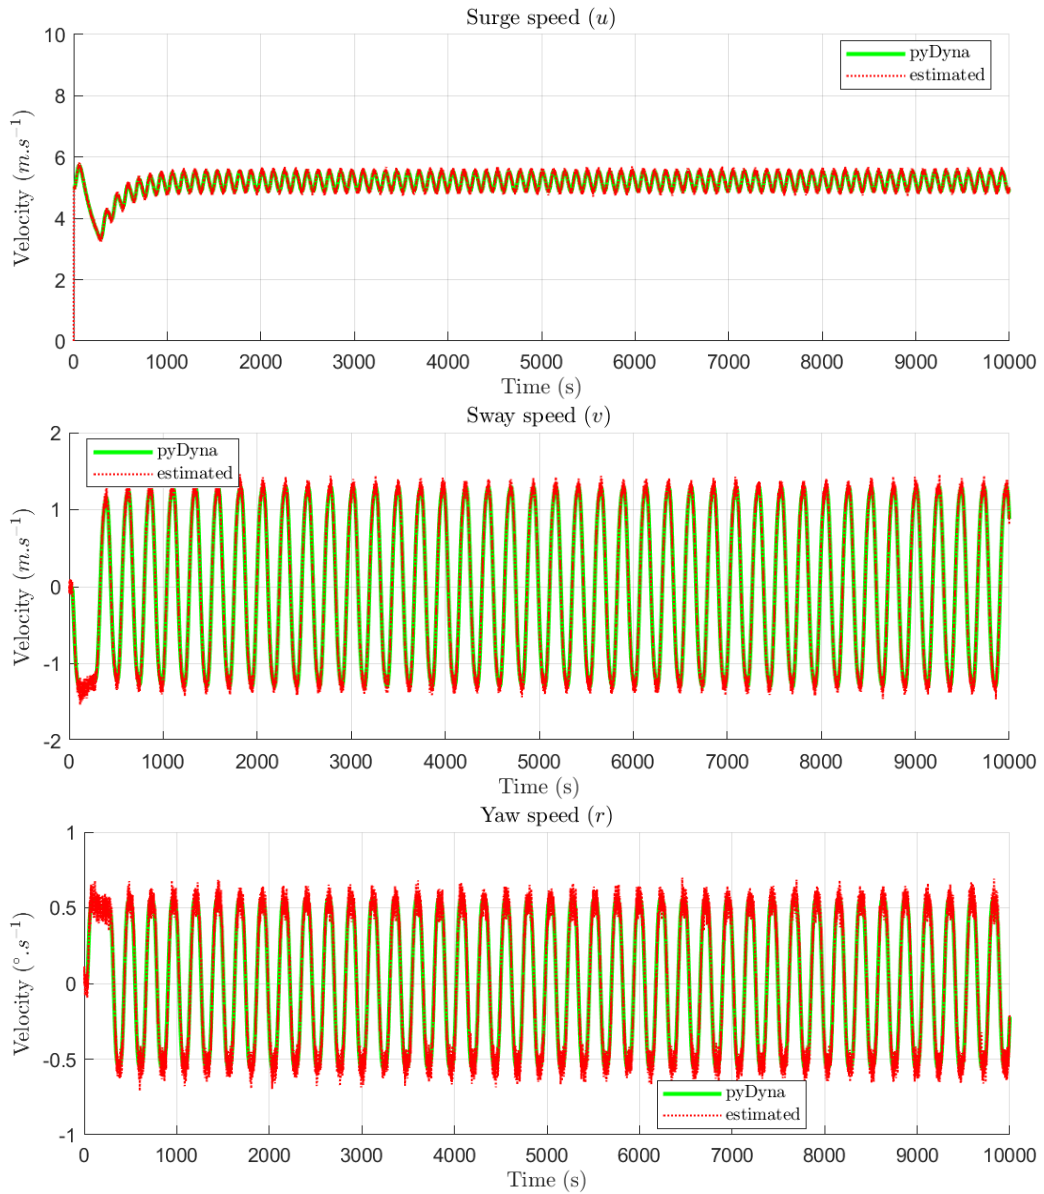 Surge speed (u)
10
8
6
4
2
0
Velocity (m.s⁻¹)
pyDyna
estimated
0 1000 2000 3000 4000 5000 6000 7000 8000 9000 10000
Time (s)
Sway speed (v)
2
1
0
-1
-2
Velocity (m.s⁻¹)
pyDyna
estimated
0 1000 2000 3000 4000 5000 6000 7000 8000 9000 10000
Time (s)
Yaw speed (r)
1
0.5
0
-0.5
-1
Velocity (°.s⁻¹)
pyDyna
estimated
0 1000 2000 3000 4000 5000 6000 7000 8000 9000 10000
Time (s)